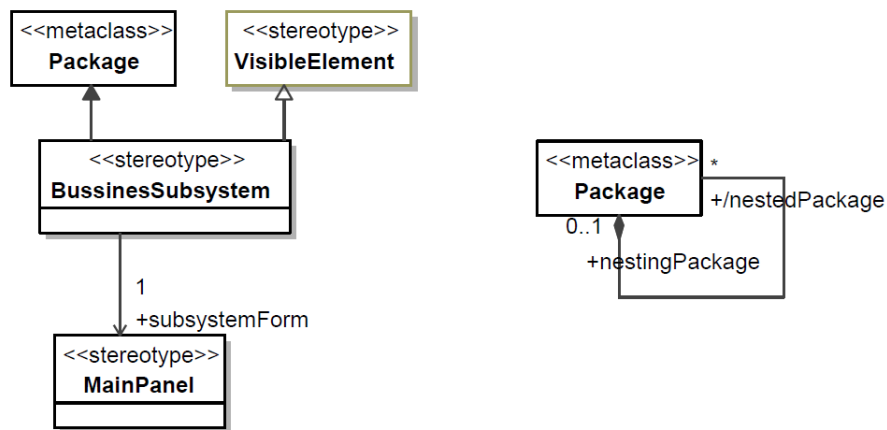 <<metaclass>>
Package
<<stereotype>>
VisibleElement
<<stereotype>>
BussinesSubsystem
1
+subsystemForm
<<stereotype>>
MainPanel
<<metaclass>>
Package
*
+/nestedPackage
0..1
+nestingPackage